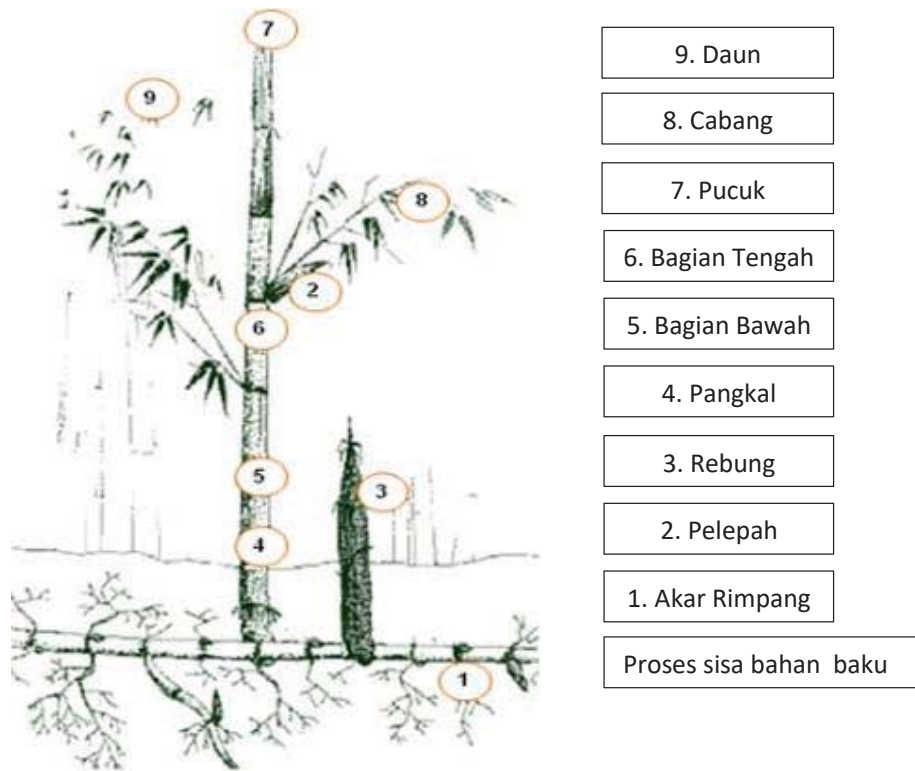 7
9
8
2
6
5
3
4
1
9. Daun
8. Cabang
7. Pucuk
6. Bagian Tengah
5. Bagian Bawah
4. Pangkal
3. Rebung
2. Pelepah
1. Akar Rimpang
Proses sisa bahan baku